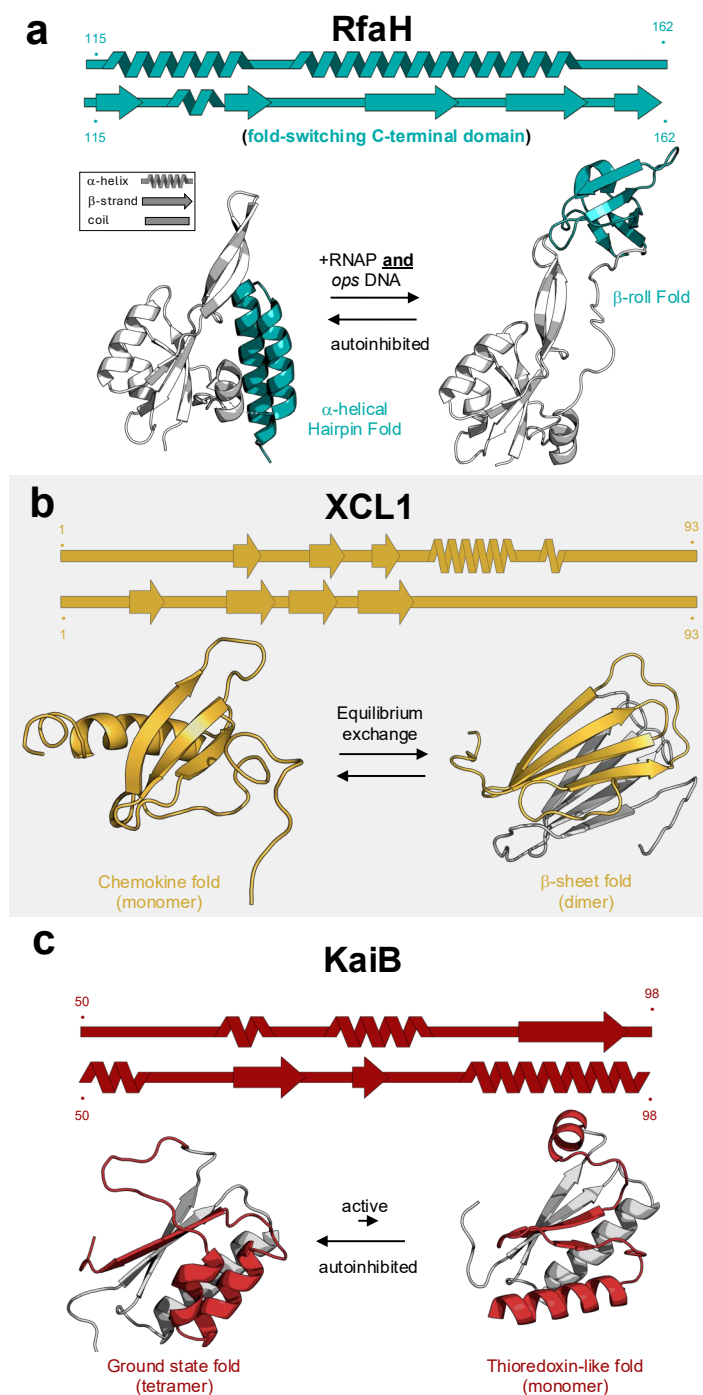 a
RfaH
115
162
115
(fold-switching C-terminal domain)
162
α-helix
β-strand
coil
+RNAP and
ops DNA
autoinhibited
β-roll Fold
α-helical
Hairpin Fold
b
XCL1
1
93
1
93
Equilibrium
exchange
Chemokine fold
(monomer)
β-sheet fold
(dimer)
c
KaiB
50
98
50
98
active
autoinhibited
Ground state fold
(tetramer)
Thioredoxin-like fold
(monomer)